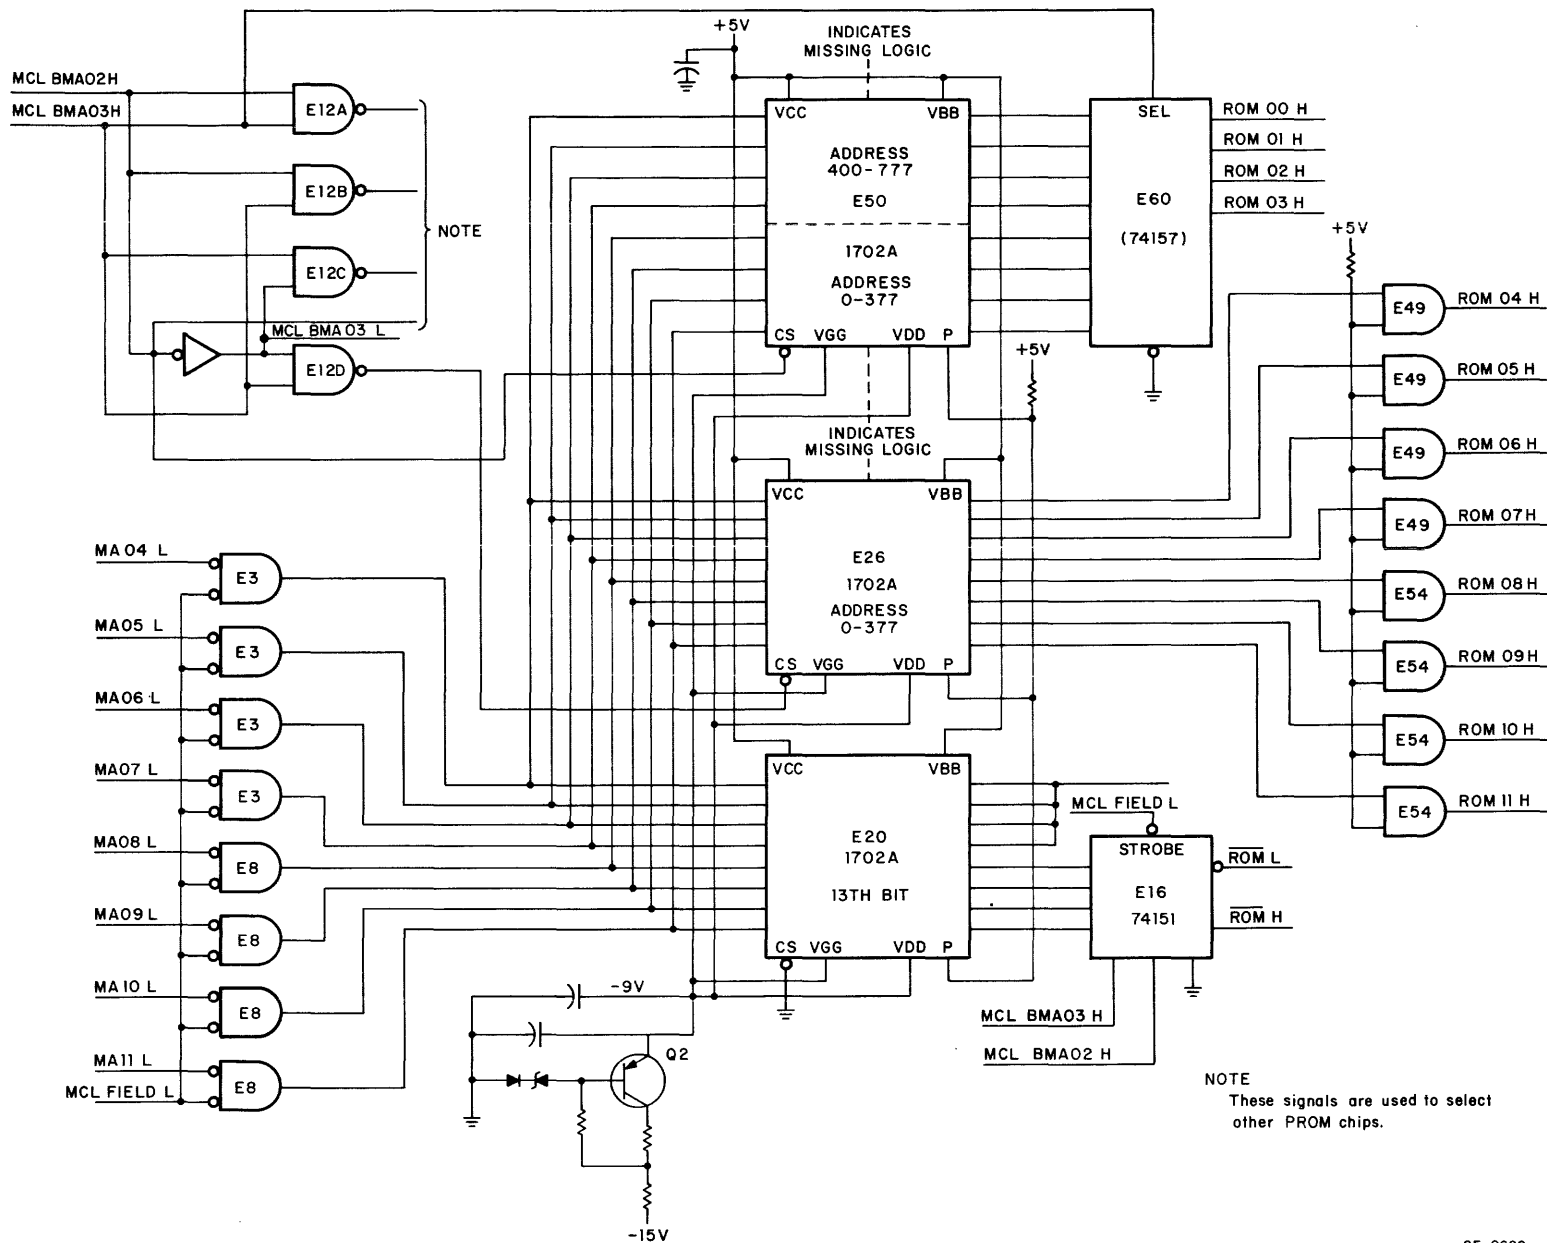 +5V
INDICATES
MISSING LOGIC
MCL BMA02H
MCL BMA03H
E12A
E12B
E12C
E12D
NOTE
MCL BMA03 L
VCC
VBB
ADDRESS
400-777
E50
1702A
ADDRESS
0-377
CS
VGG
VDD
P
SEL
E60
(74157)
ROM 00 H
ROM 01 H
ROM 02 H
ROM 03 H
+5V
+5V
E49
ROM 04 H
E49
ROM 05 H
E49
ROM 06 H
E49
ROM 07H
E54
ROM 08 H
E54
ROM 09H
E54
ROM 10 H
E54
ROM 11 H
INDICATES
MISSING LOGIC
VCC
VBB
E26
1702A
ADDRESS
0-377
CS
VGG
VDD
P
MA04 L
E3
MA05 L
E3
MA06 L
E3
MA07 L
E3
MA08 L
E8
MA09 L
E8
MA10 L
E8
MA11 L
E8
MCL FIELD L
VCC
VBB
E20
1702A
13TH BIT
CS
VGG
VDD
P
MCL FIELD L
STROBE
E16
74151
ROM L
ROM H
MCL BMA03 H
MCL BMA02 H
-9V
Q2
-15V
NOTE
These signals are used to select
other PROM chips.